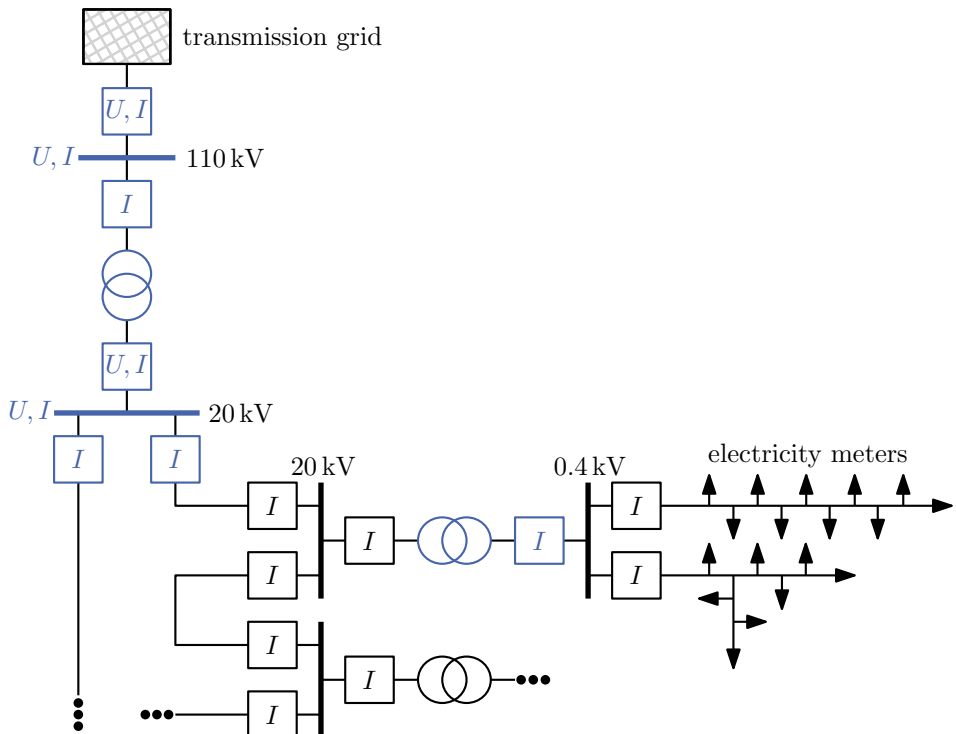 transmission grid
U, I
U, I
110 kV
I
U, I
U, I
20 kV
I
I
20 kV
0.4 kV
electricity meters
I
I
I
I
I
I
I
I
I
I